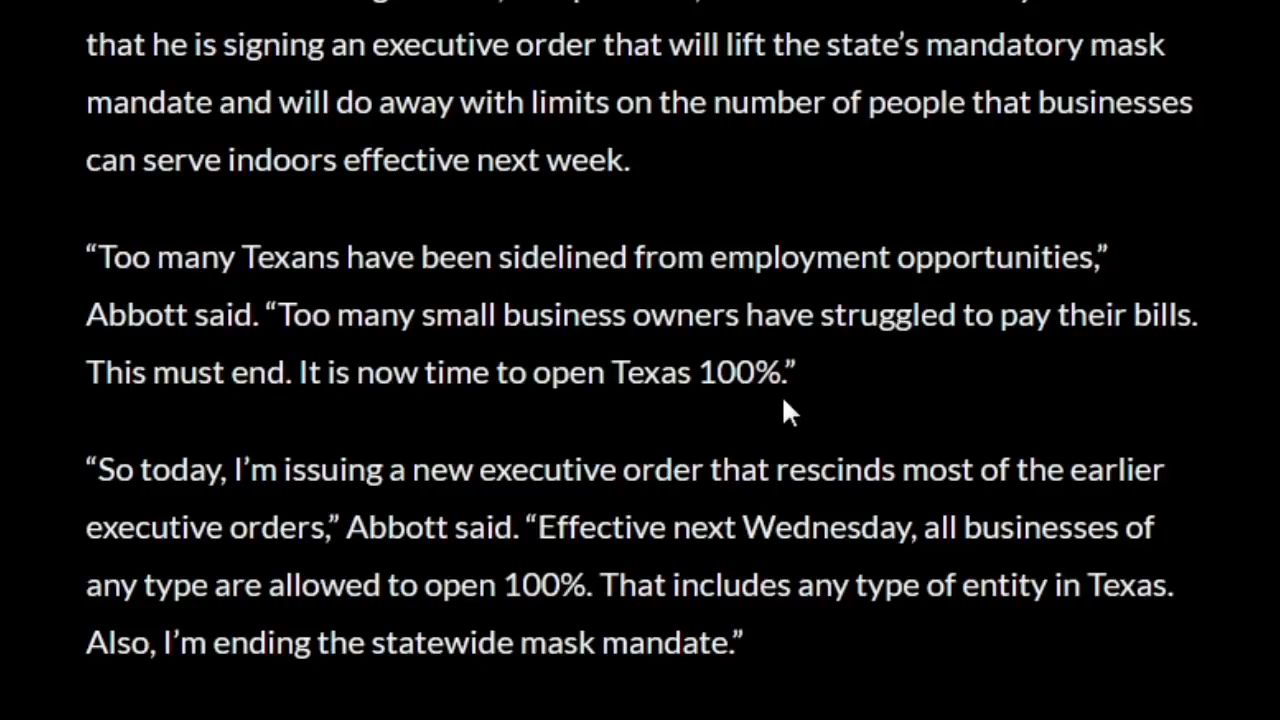 that he is signing an executive order that will lift the state’s mandatory mask
mandate and will do away with limits on the number of people that businesses
can serve indoors effective next week.
“Too many Texans have been sidelined from employment opportunities,”
Abbott said. “Too many small business owners have struggled to pay their bills.
This must end. It is now time to open Texas 100%.”
“So today, I’m issuing a new executive order that rescinds most of the earlier
executive orders,” Abbott said. “Effective next Wednesday, all businesses of
any type are allowed to open 100%. That includes any type of entity in Texas.
Also, I’m ending the statewide mask mandate.”